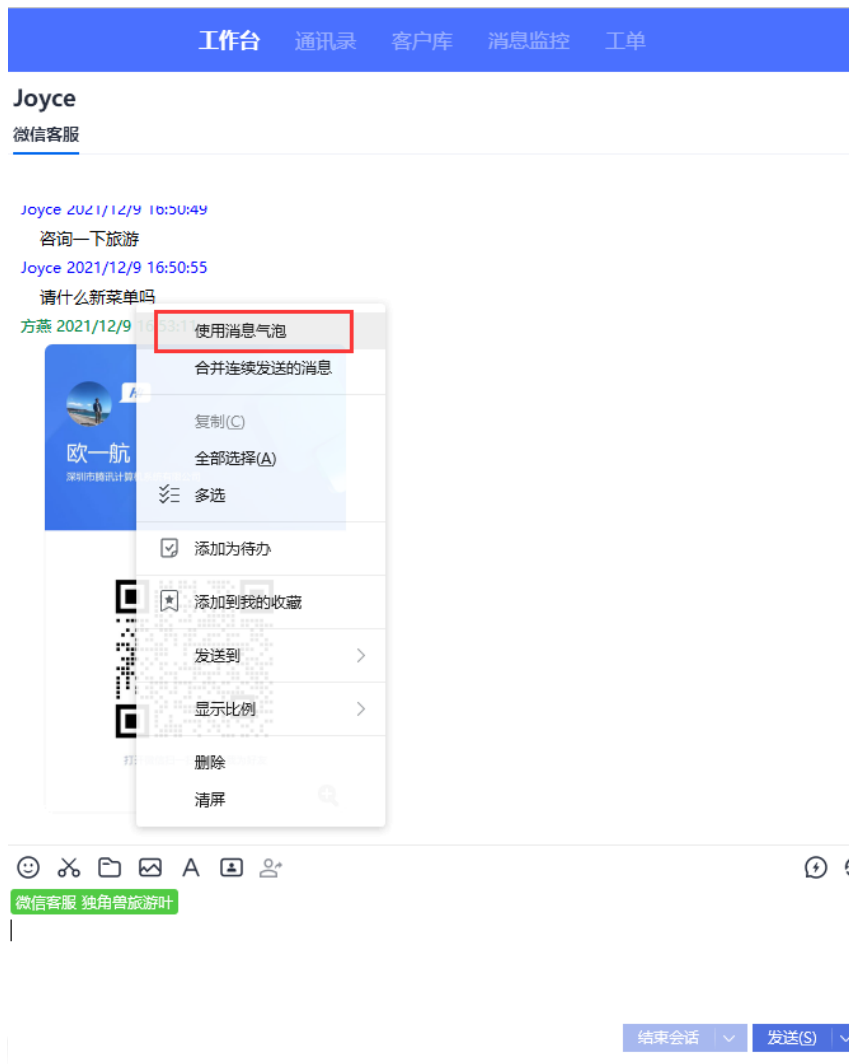 工作台 通讯录 客户库 消息监控 工单
Joyce
微信客服
Joyce 2021/12/9 16:50:49
咨询一下旅游
Joyce 2021/12/9 16:50:55
请什么新菜单吗
方燕 2021/12/9 16:53:11
使用消息气泡
合并连续发送的消息
欧一航
复制(C)
全部选择(A)
多选
添加为待办
添加到我的收藏
发送到
显示比例
删除
清屏
微信客服 独角兽旅游叶
结束会话 发送(S)